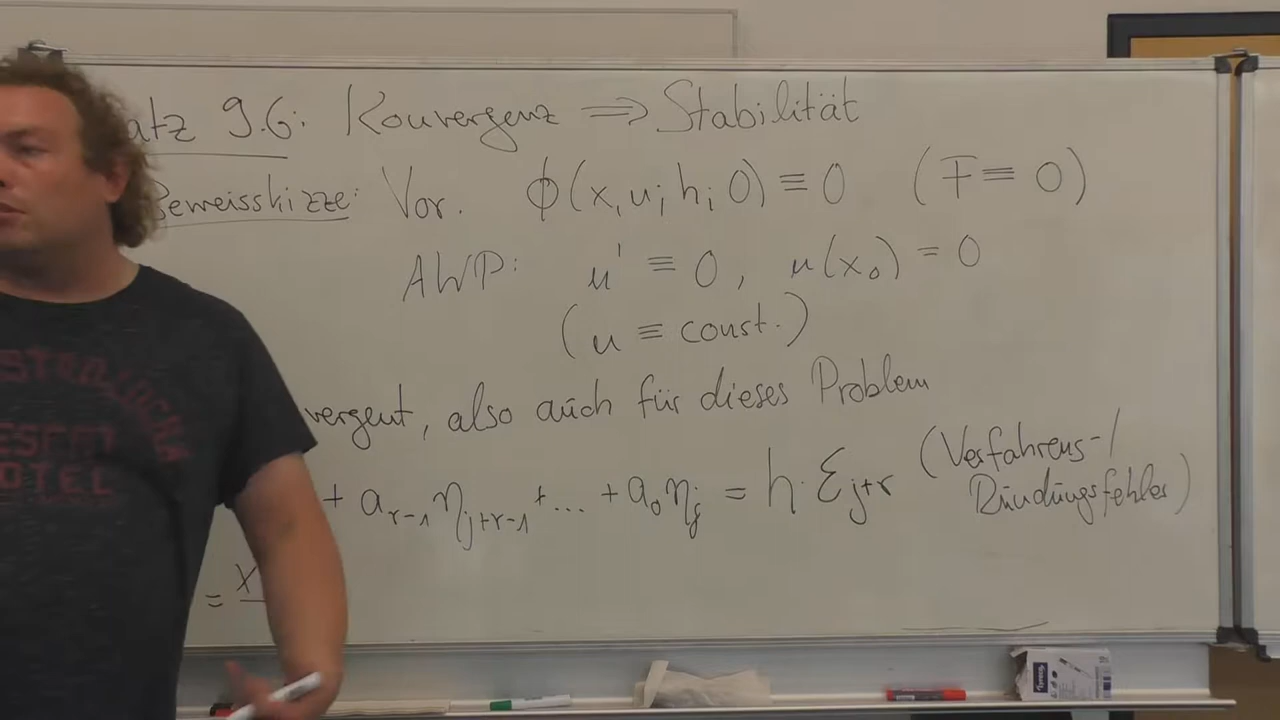 atz 9.6: Konvergenz ⇒ Stabilität
Beweisskizze: Vor. ϕ(x,u;h;0) ≡ 0 (F ≡ 0)
AWP: u' ≡ 0, u(x₀) = 0
(u ≡ const.)
vergent, also auch für dieses Problem
+ a_{r-1} η_{j+r-1} + ... + a₀ η_j = h · ε_{j+r} (Verfahrens-/
Rundungsfehler)
= x
OTEL